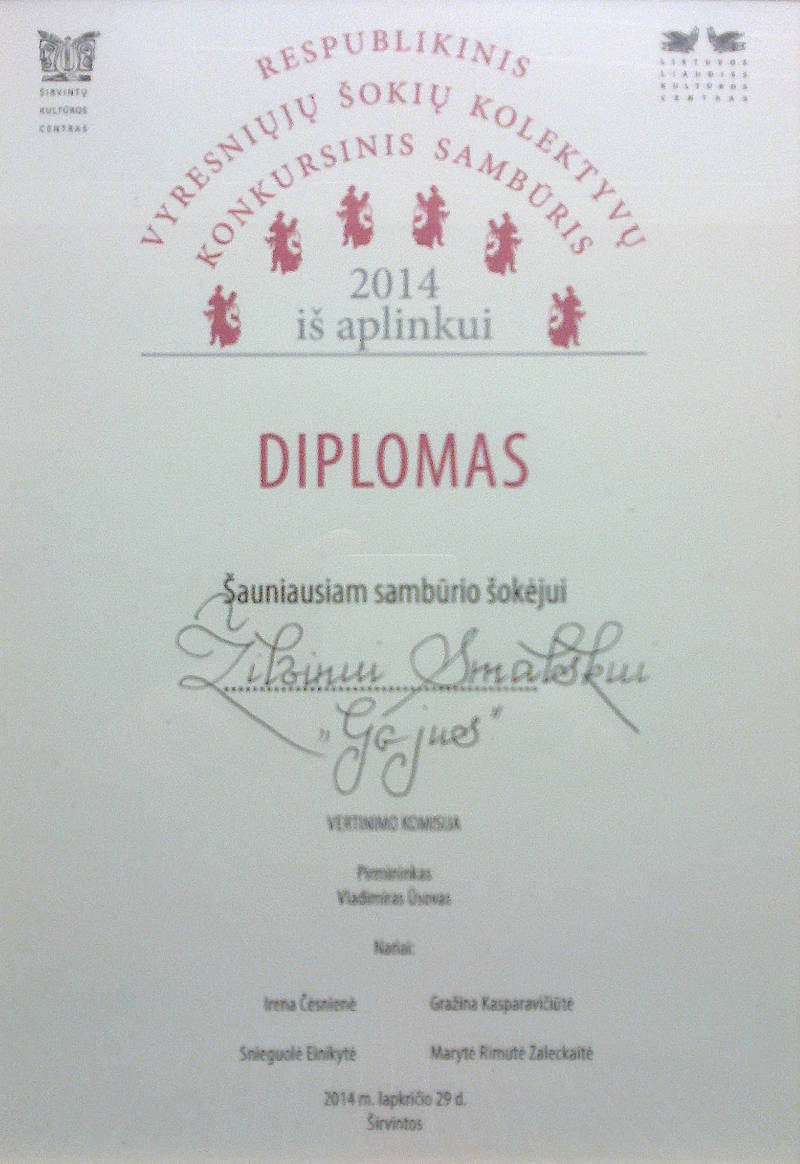 ŠIRVINTŲ
KULTŪROS
CENTRAS
LIETUVOS
LIAUDIES
KULTŪROS
CENTRAS
RESPUBLIKINIS
VYRESNIŲJŲ ŠOKIŲ KOLEKTYVŲ
KONKURSINIS SAMBŪRIS
2014
iš aplinkui
DIPLOMAS
Šauniausiam sambūrio šokėjui
Žilvinui Smalskui
„Gojus"
VERTINIMO KOMISIJA
Pirmininkas
Vladimiras Ūsovas
Nariai:
Irena Čėsnienė Gražina Kasparavičiūtė
Snieguolė Einikytė Marytė Rimutė Zaleckaitė
2014 m. lapkričio 29 d.
Širvintos